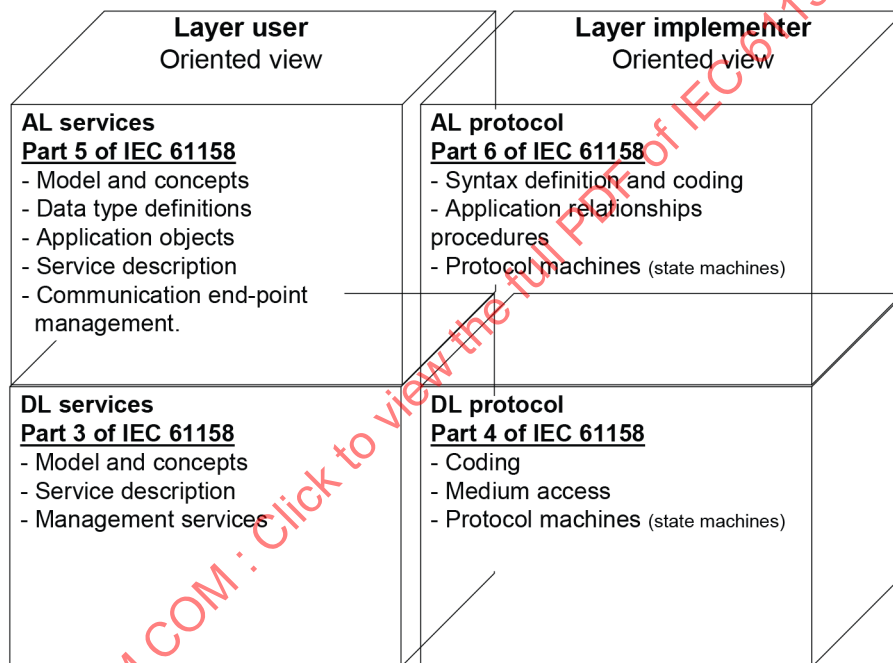 Layer user
Oriented view
Layer implementer
Oriented view
AL services
Part 5 of IEC 61158
- Model and concepts
- Data type definitions
- Application objects
- Service description
- Communication end-point
management.
AL protocol
Part 6 of IEC 61158
- Syntax definition and coding
- Application relationships
procedures
- Protocol machines (state machines)
DL services
Part 3 of IEC 61158
- Model and concepts
- Service description
- Management services
DL protocol
Part 4 of IEC 61158
- Coding
- Medium access
- Protocol machines (state machines)
COM : Click to view the full PDF of IEC